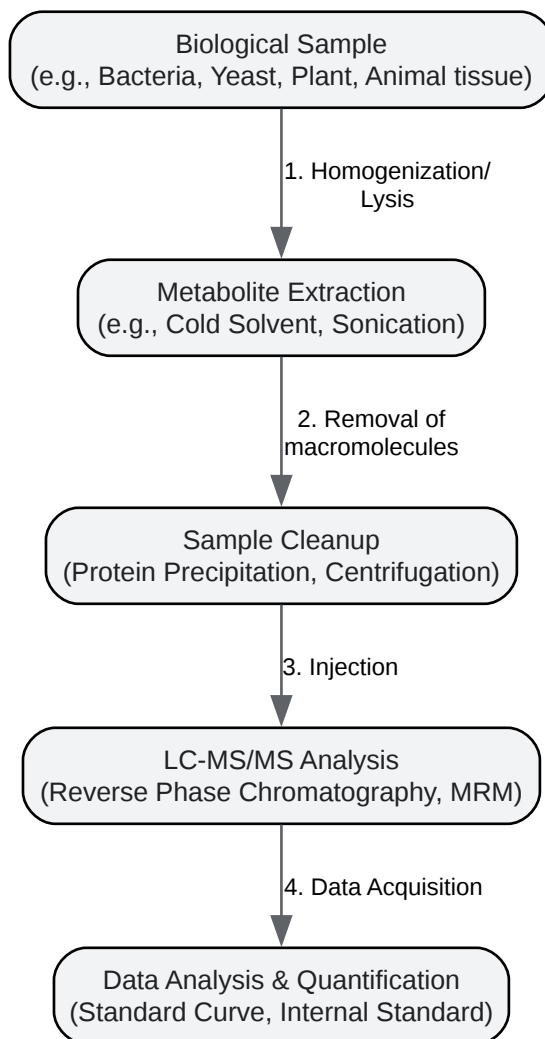 Biological Sample
(e.g., Bacteria, Yeast, Plant, Animal tissue)
1. Homogenization/
Lysis
Metabolite Extraction
(e.g., Cold Solvent, Sonication)
2. Removal of
macromolecules
Sample Cleanup
(Protein Precipitation, Centrifugation)
3. Injection
LC-MS/MS Analysis
(Reverse Phase Chromatography, MRM)
4. Data Acquisition
Data Analysis & Quantification
(Standard Curve, Internal Standard)